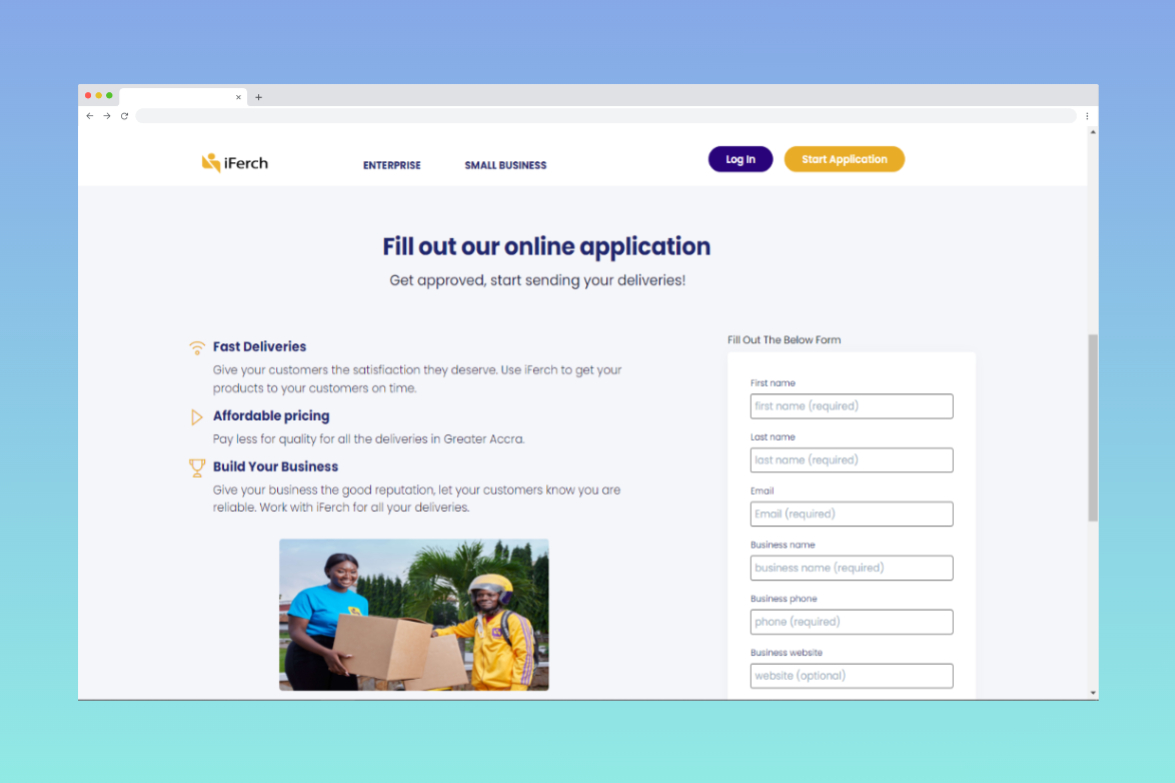 iFerch
ENTERPRISE
SMALL BUSINESS
Log In
Start Application
Fill out our online application
Get approved, start sending your deliveries!
Fast Deliveries
Give your customers the satisfiaction they deserve. Use iFerch to get your
products to your customers on time.
Affordable pricing
Pay less for quality for all the deliveries in Greater Accra.
Build Your Business
Give your business the good reputation, let your customers know you are
reliable. Work with iFerch for all your deliveries.
Fill Out The Below Form
First name
first name (required)
Last name
last name (required)
Email
Email (required)
Business name
business name (required)
Business phone
phone (required)
Business website
website (optional)